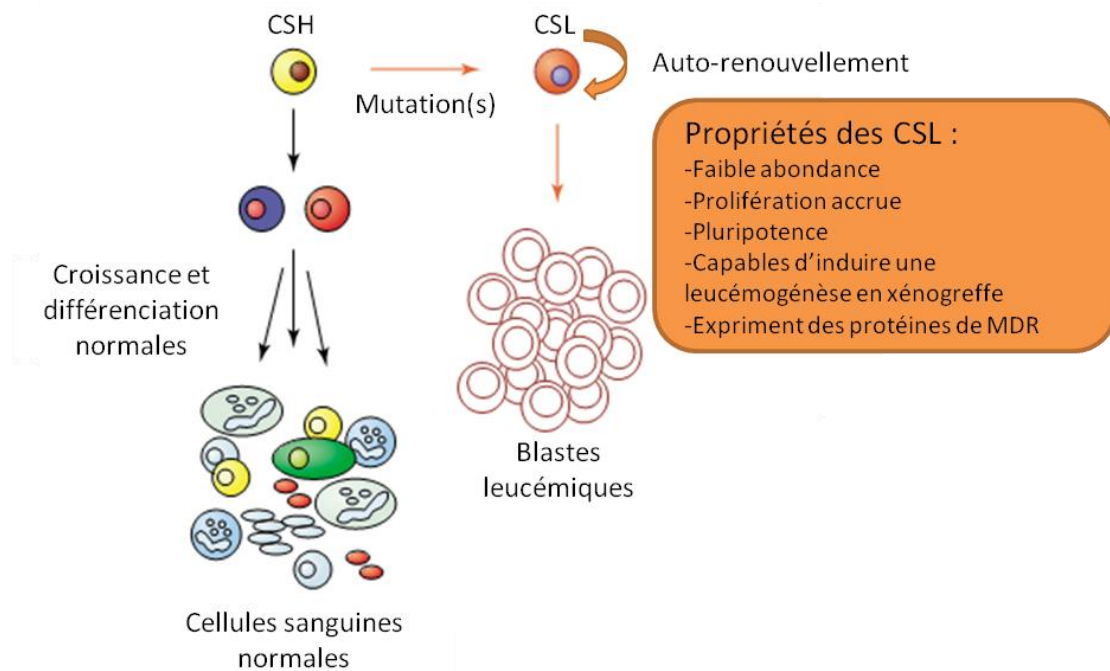 CSH
CSL
Mutation(s)
Auto-renouvellement
Propriétés des CSL :
-Faible abondance
-Prolifération accrue
-Pluripotence
-Capables d’induire une
leucémogénèse en xénogreffe
-Expriment des protéines de MDR
Croissance et
différenciation
normales
Blastes
leucémiques
Cellules sanguines
normales